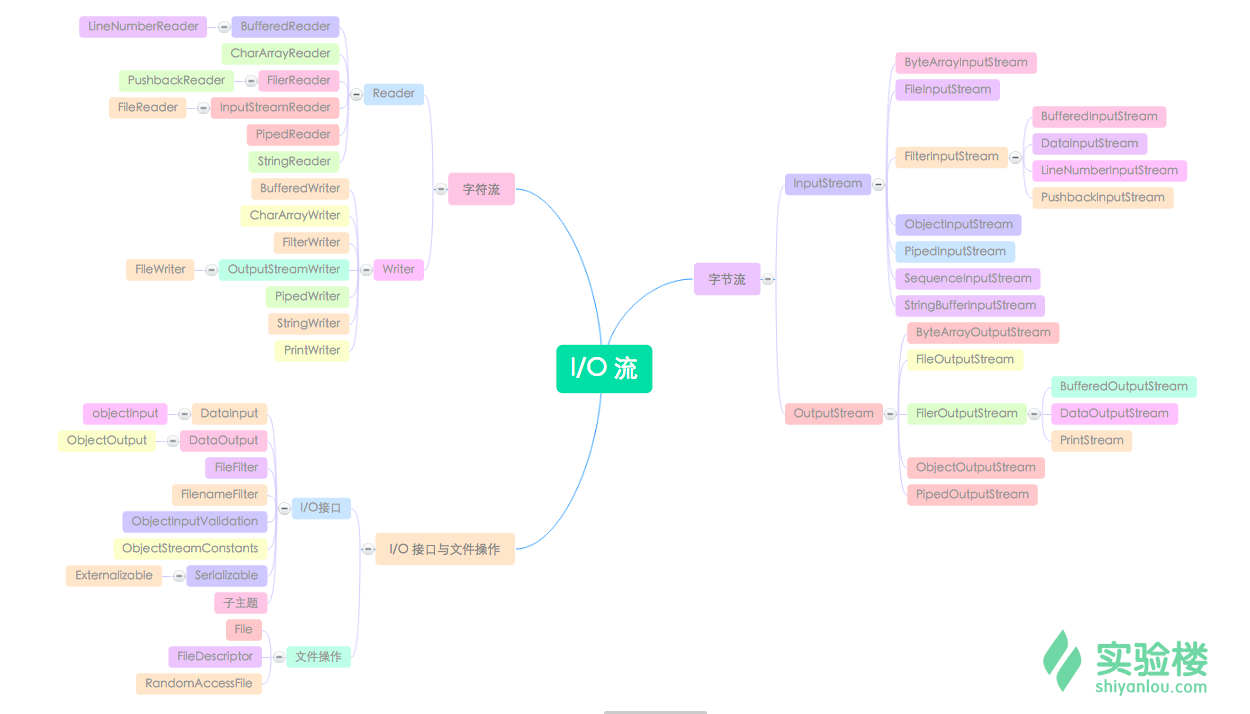 I/O 流
字符流
Reader
BufferedReader
LineNumberReader
CharArrayReader
FilerReader
PushbackReader
InputStreamReader
FileReader
PipedReader
StringReader
Writer
BufferedWriter
CharArrayWriter
FilterWriter
OutputStreamWriter
FileWriter
PipedWriter
StringWriter
PrintWriter
I/O 接口与文件操作
I/O接口
DataInput
objectInput
DataOutput
ObjectOutput
FileFilter
FilenameFilter
ObjectInputValidation
ObjectStreamConstants
Serializable
Externalizable
子主题
文件操作
File
FileDescriptor
RandomAccessFile
字节流
InputStream
ByteArrayInputStream
FileInputStream
FilterInputStream
BufferedInputStream
DataInputStream
LineNumberInputStream
PushbackInputStream
ObjectInputStream
PipedInputStream
SequenceInputStream
StringBufferInputStream
OutputStream
ByteArrayOutputStream
FileOutputStream
FilerOutputStream
BufferedOutputStream
DataOutputStream
PrintStream
ObjectOutputStream
PipedOutputStream
实验楼
shiyanlou.com